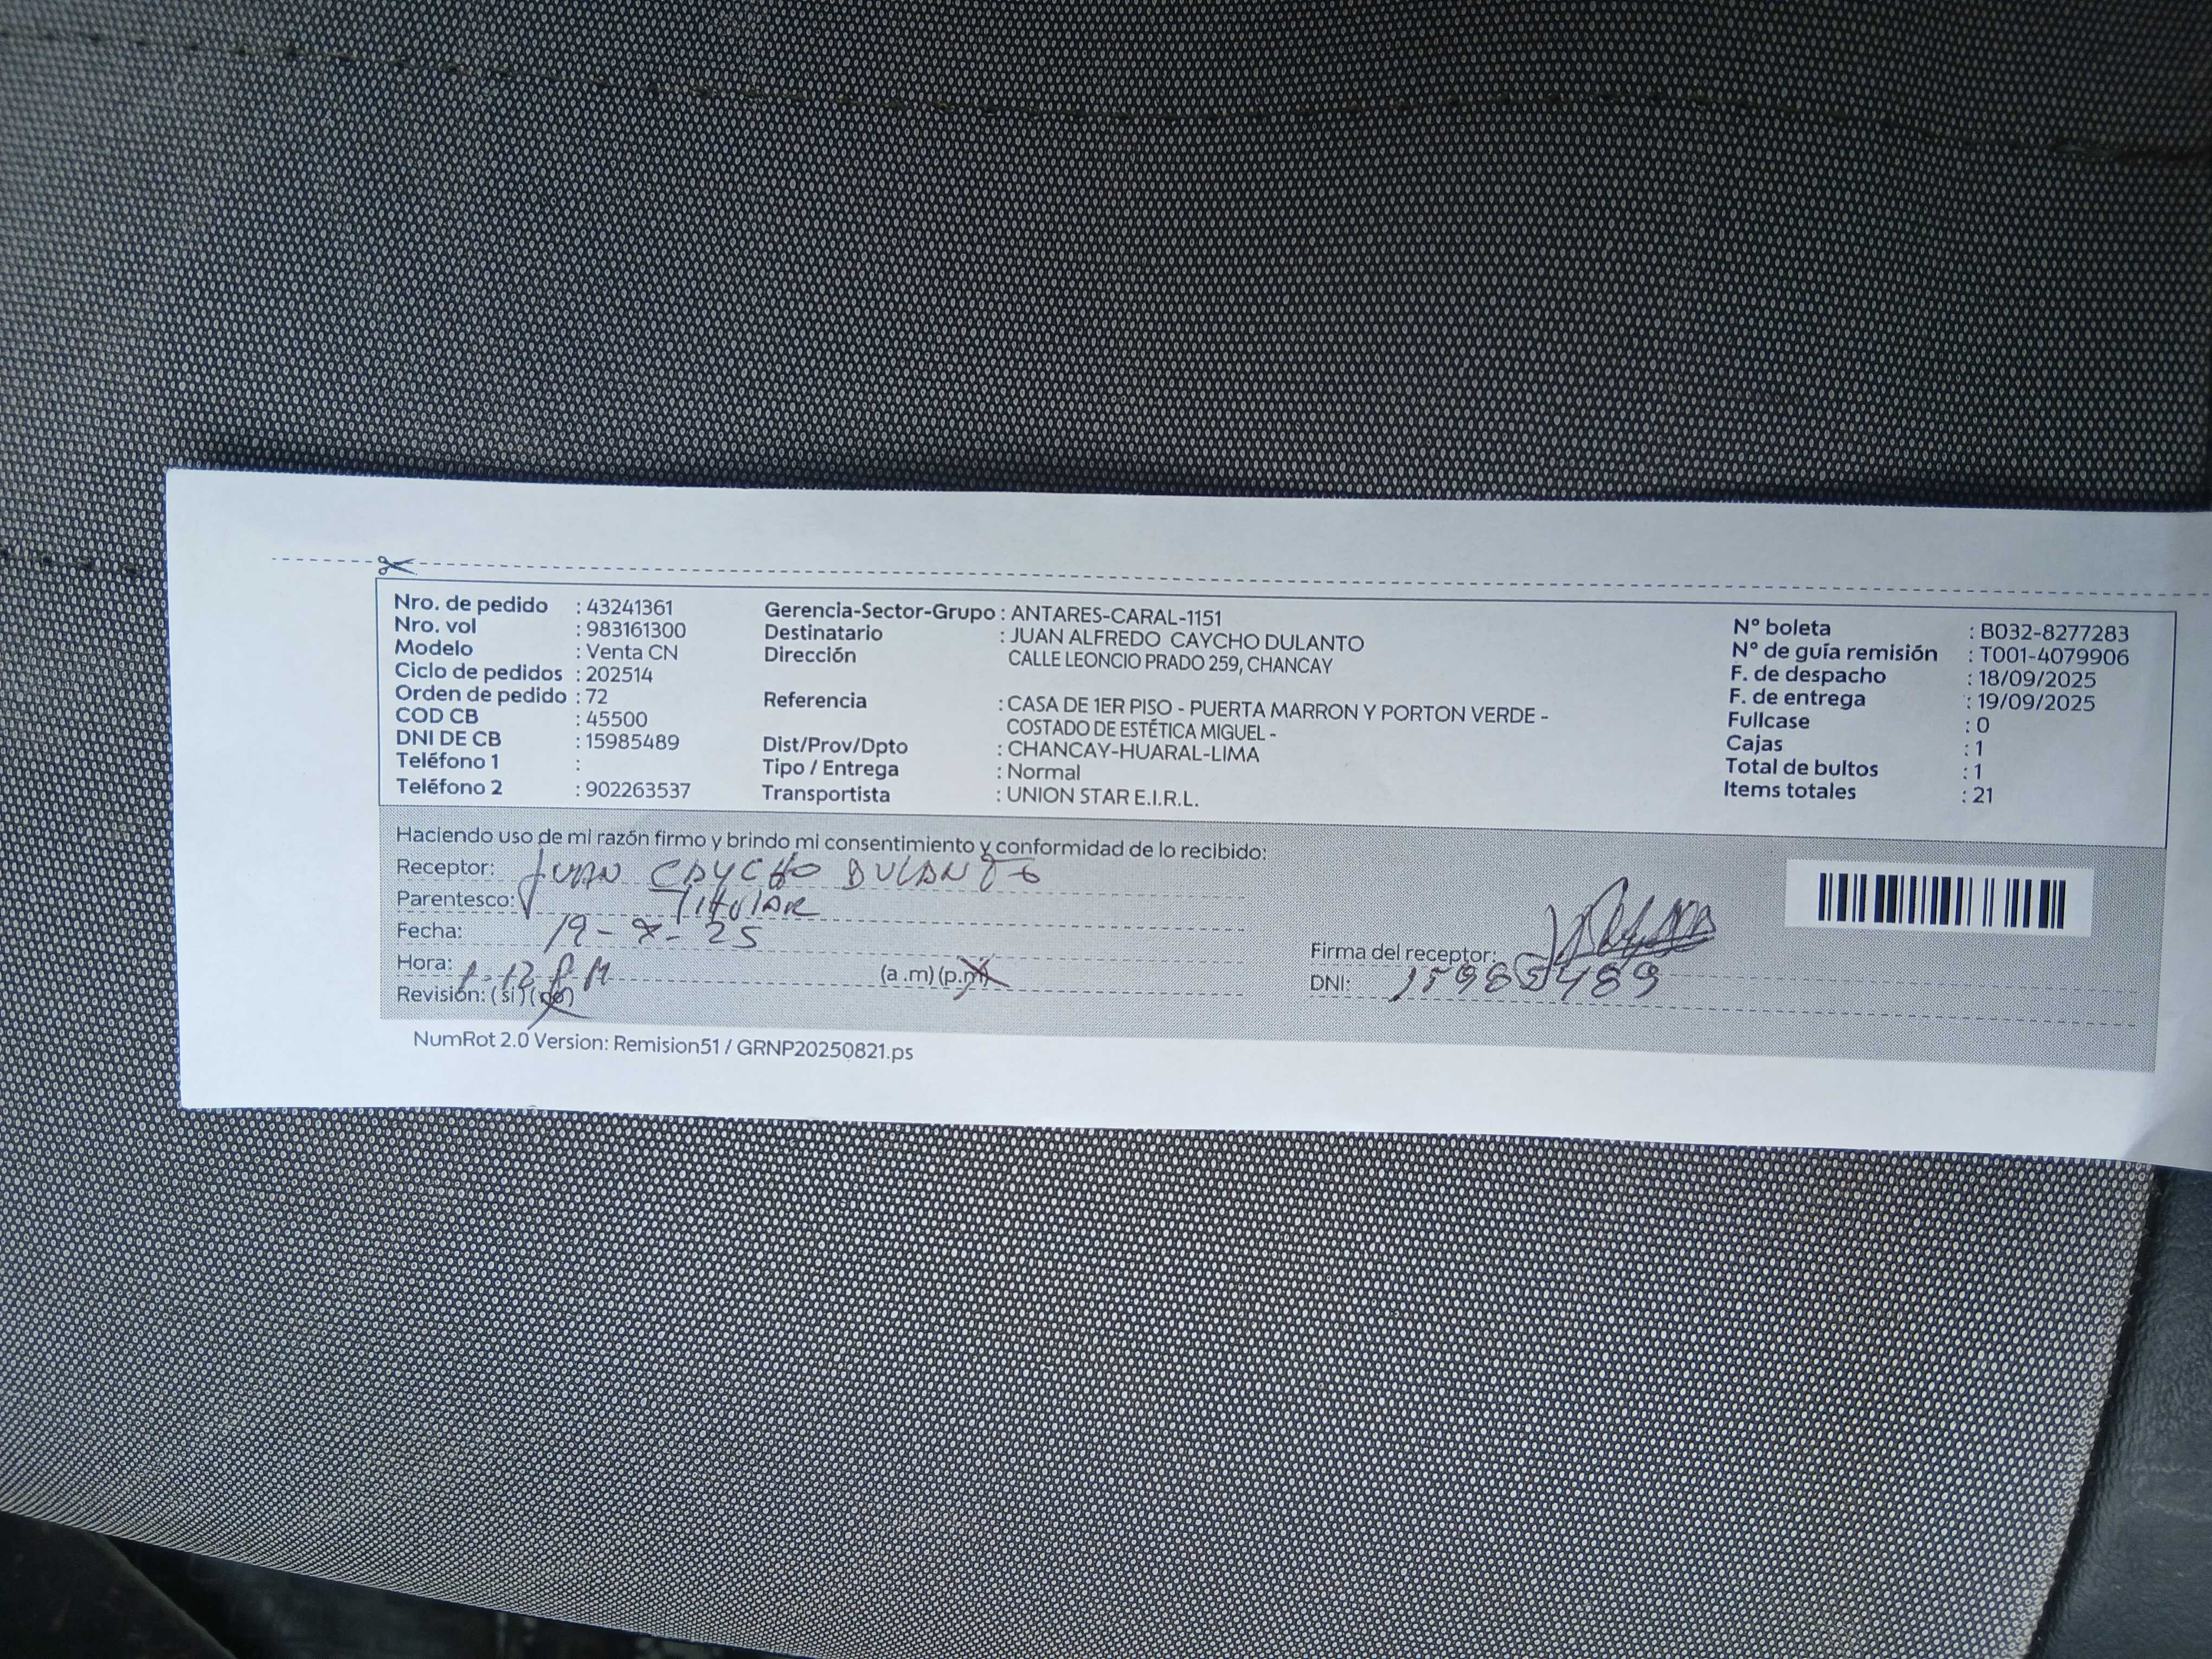 Nro. de pedido : 43241361
Nro. vol : 983161300
Modelo : Venta CN
Ciclo de pedidos : 202514
Orden de pedido : 72
COD CB : 45500
DNI DE CB : 15985489
Teléfono 1 :
Teléfono 2 : 902263537
Gerencia-Sector-Grupo : ANTARES-CARAL-1151
Destinatario : JUAN ALFREDO CAYCHO DULANTO
Dirección CALLE LEONCIO PRADO 259, CHANCAY
Referencia : CASA DE 1ER PISO - PUERTA MARRON Y PORTON VERDE -
COSTADO DE ESTÉTICA MIGUEL -
Dist/Prov/Dpto : CHANCAY-HUARAL-LIMA
Tipo / Entrega : Normal
Transportista : UNION STAR E.I.R.L.
N° boleta : B032-8277283
N° de guía remisión : T001-4079906
F. de despacho : 18/09/2025
F. de entrega : 19/09/2025
Fullcase : 0
Cajas : 1
Total de bultos : 1
Items totales : 21
Haciendo uso de mi razón firmo y brindo mi consentimiento y conformidad de lo recibido:
Receptor: JUAN CAYCHO DULANTO
Parentesco: TITULAR
Fecha: 19- - 25
Hora: 1-12 P M (a .m) (p.m)
Revisión: (si) (no)
Firma del receptor:
DNI: 15985489
NumRot 2.0 Version: Remision51 / GRNP20250821.ps